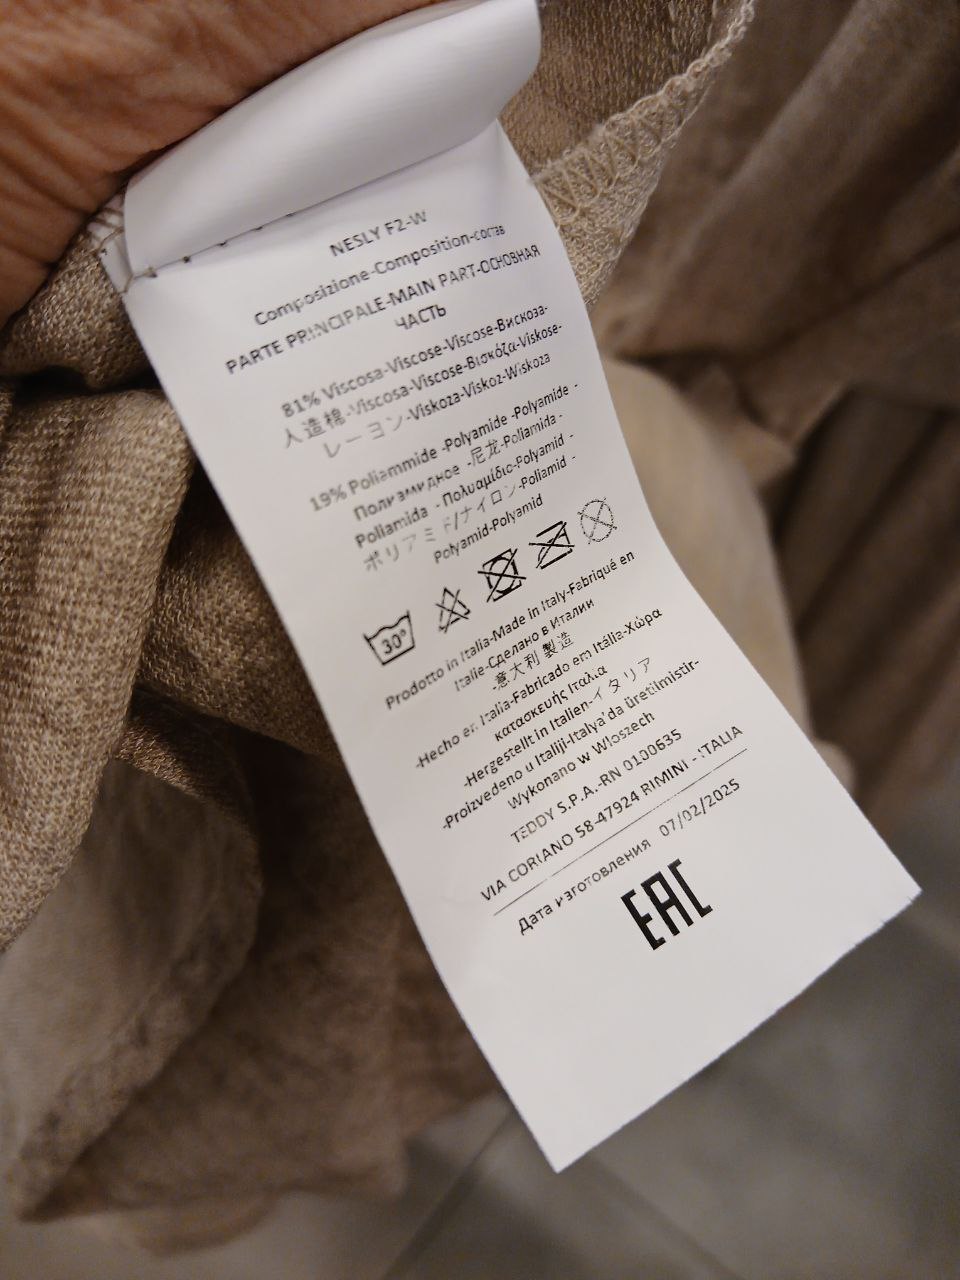 NESLY F2-W
Composizione-Composition-состав
PARTE PRINCIPALE-MAIN PART-ОСНОВНАЯ
ЧАСТЬ
81% Viscosa-Viscose-Viscose-Вискоза-
人造棉-Viscosa-Viscose-Βισκόζα-Viskose-
レーヨン-Viskoza-Viskoz-Wiskoza
19% Poliammide -Polyamide -Polyamide -
Полиамидное -尼龙-Poliamida -
Poliamida - Πολυαμίδιο-Polyamid -
ポリアミド/ナイロン-Poliamid -
Polyamid-Polyamid
30°
Prodotto in Italia-Made in Italy-Fabriqué en
Italie-Сделано в Италии
-意大利製造
-Hecho en Italia-Fabricado em Itália-Χώρα
κατασκευής Ιταλία
-Hergestellt in Italien-イタリア
-Proizvedeno u Italiji-Italya'da üretilmistir-
Wykonano w Wloszech
TEDDY S.P.A.-RN 0100635
VIA CORIANO 58-47924 RIMINI - ITALIA
Дата изготовления 07/02/2025
EAC